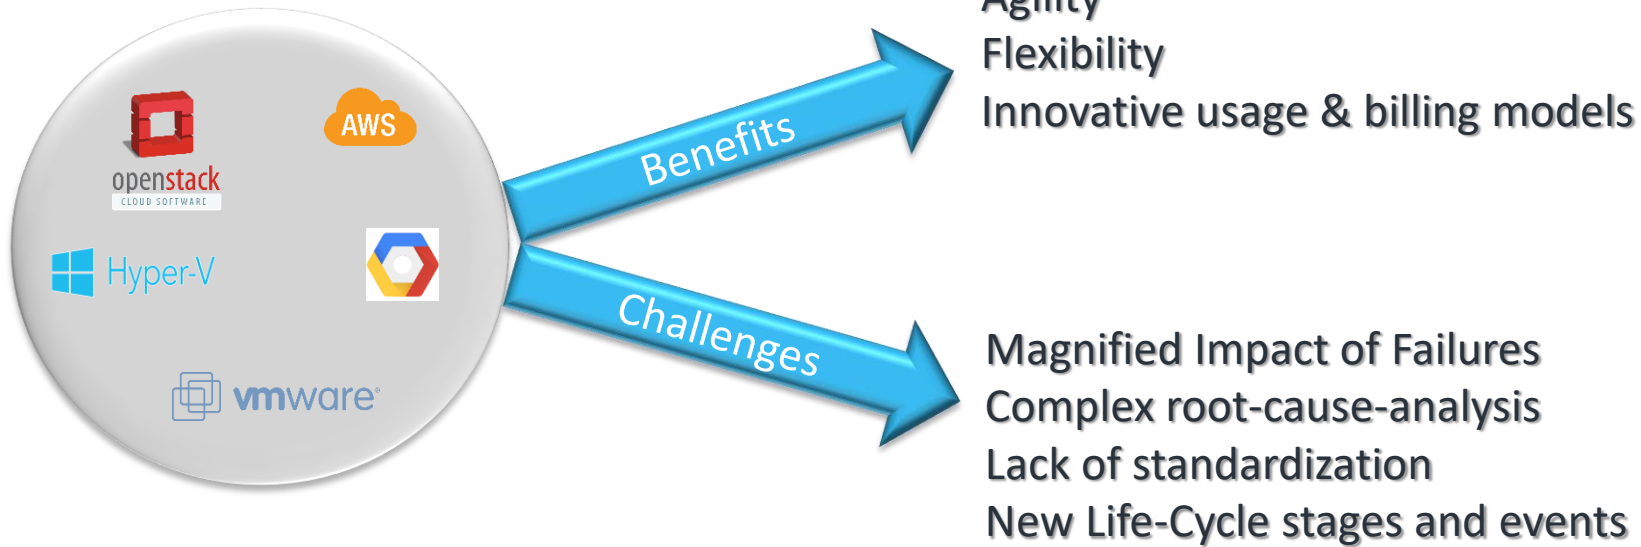 Agility
Flexibility
Innovative usage & billing models
Benefits
AWS
openstack
CLOUD SOFTWARE
Hyper-V
Challenges
vmware®
Magnified Impact of Failures
Complex root-cause-analysis
Lack of standardization
New Life-Cycle stages and events